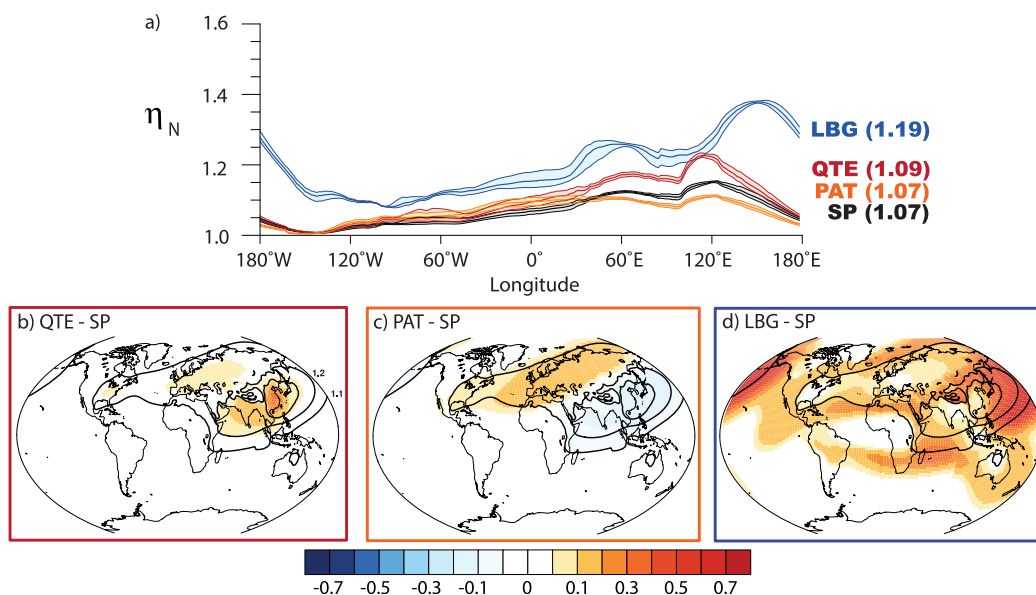 a)
1.6
1.4
1.2
1.0
η N
LBG (1.19)
QTE (1.09)
PAT (1.07)
SP (1.07)
180˚W 120˚W 60˚W 0˚ 60˚E 120˚E 180˚E
Longitude
b) QTE - SP
1.2
1.1
c) PAT - SP
d) LBG - SP
-0.7 -0.5 -0.3 -0.1 0 0.1 0.3 0.5 0.7